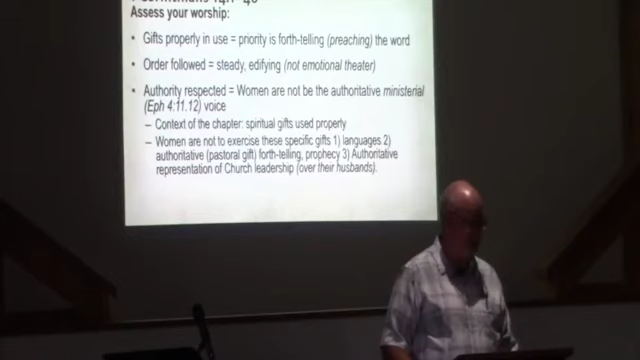 Assess your worship:
• Gifts properly in use = priority is forth-telling (preaching) the word
• Order followed = steady, edifying (not emotional theater)
• Authority respected = Women are not be the authoritative ministerial
(Eph 4:11.12) voice
– Context of the chapter: spiritual gifts used properly
– Women are not to exercise these specific gifts 1) languages 2)
authoritative (pastoral gift) forth-telling, prophecy 3) Authoritative
representation of Church leadership (over their husbands).